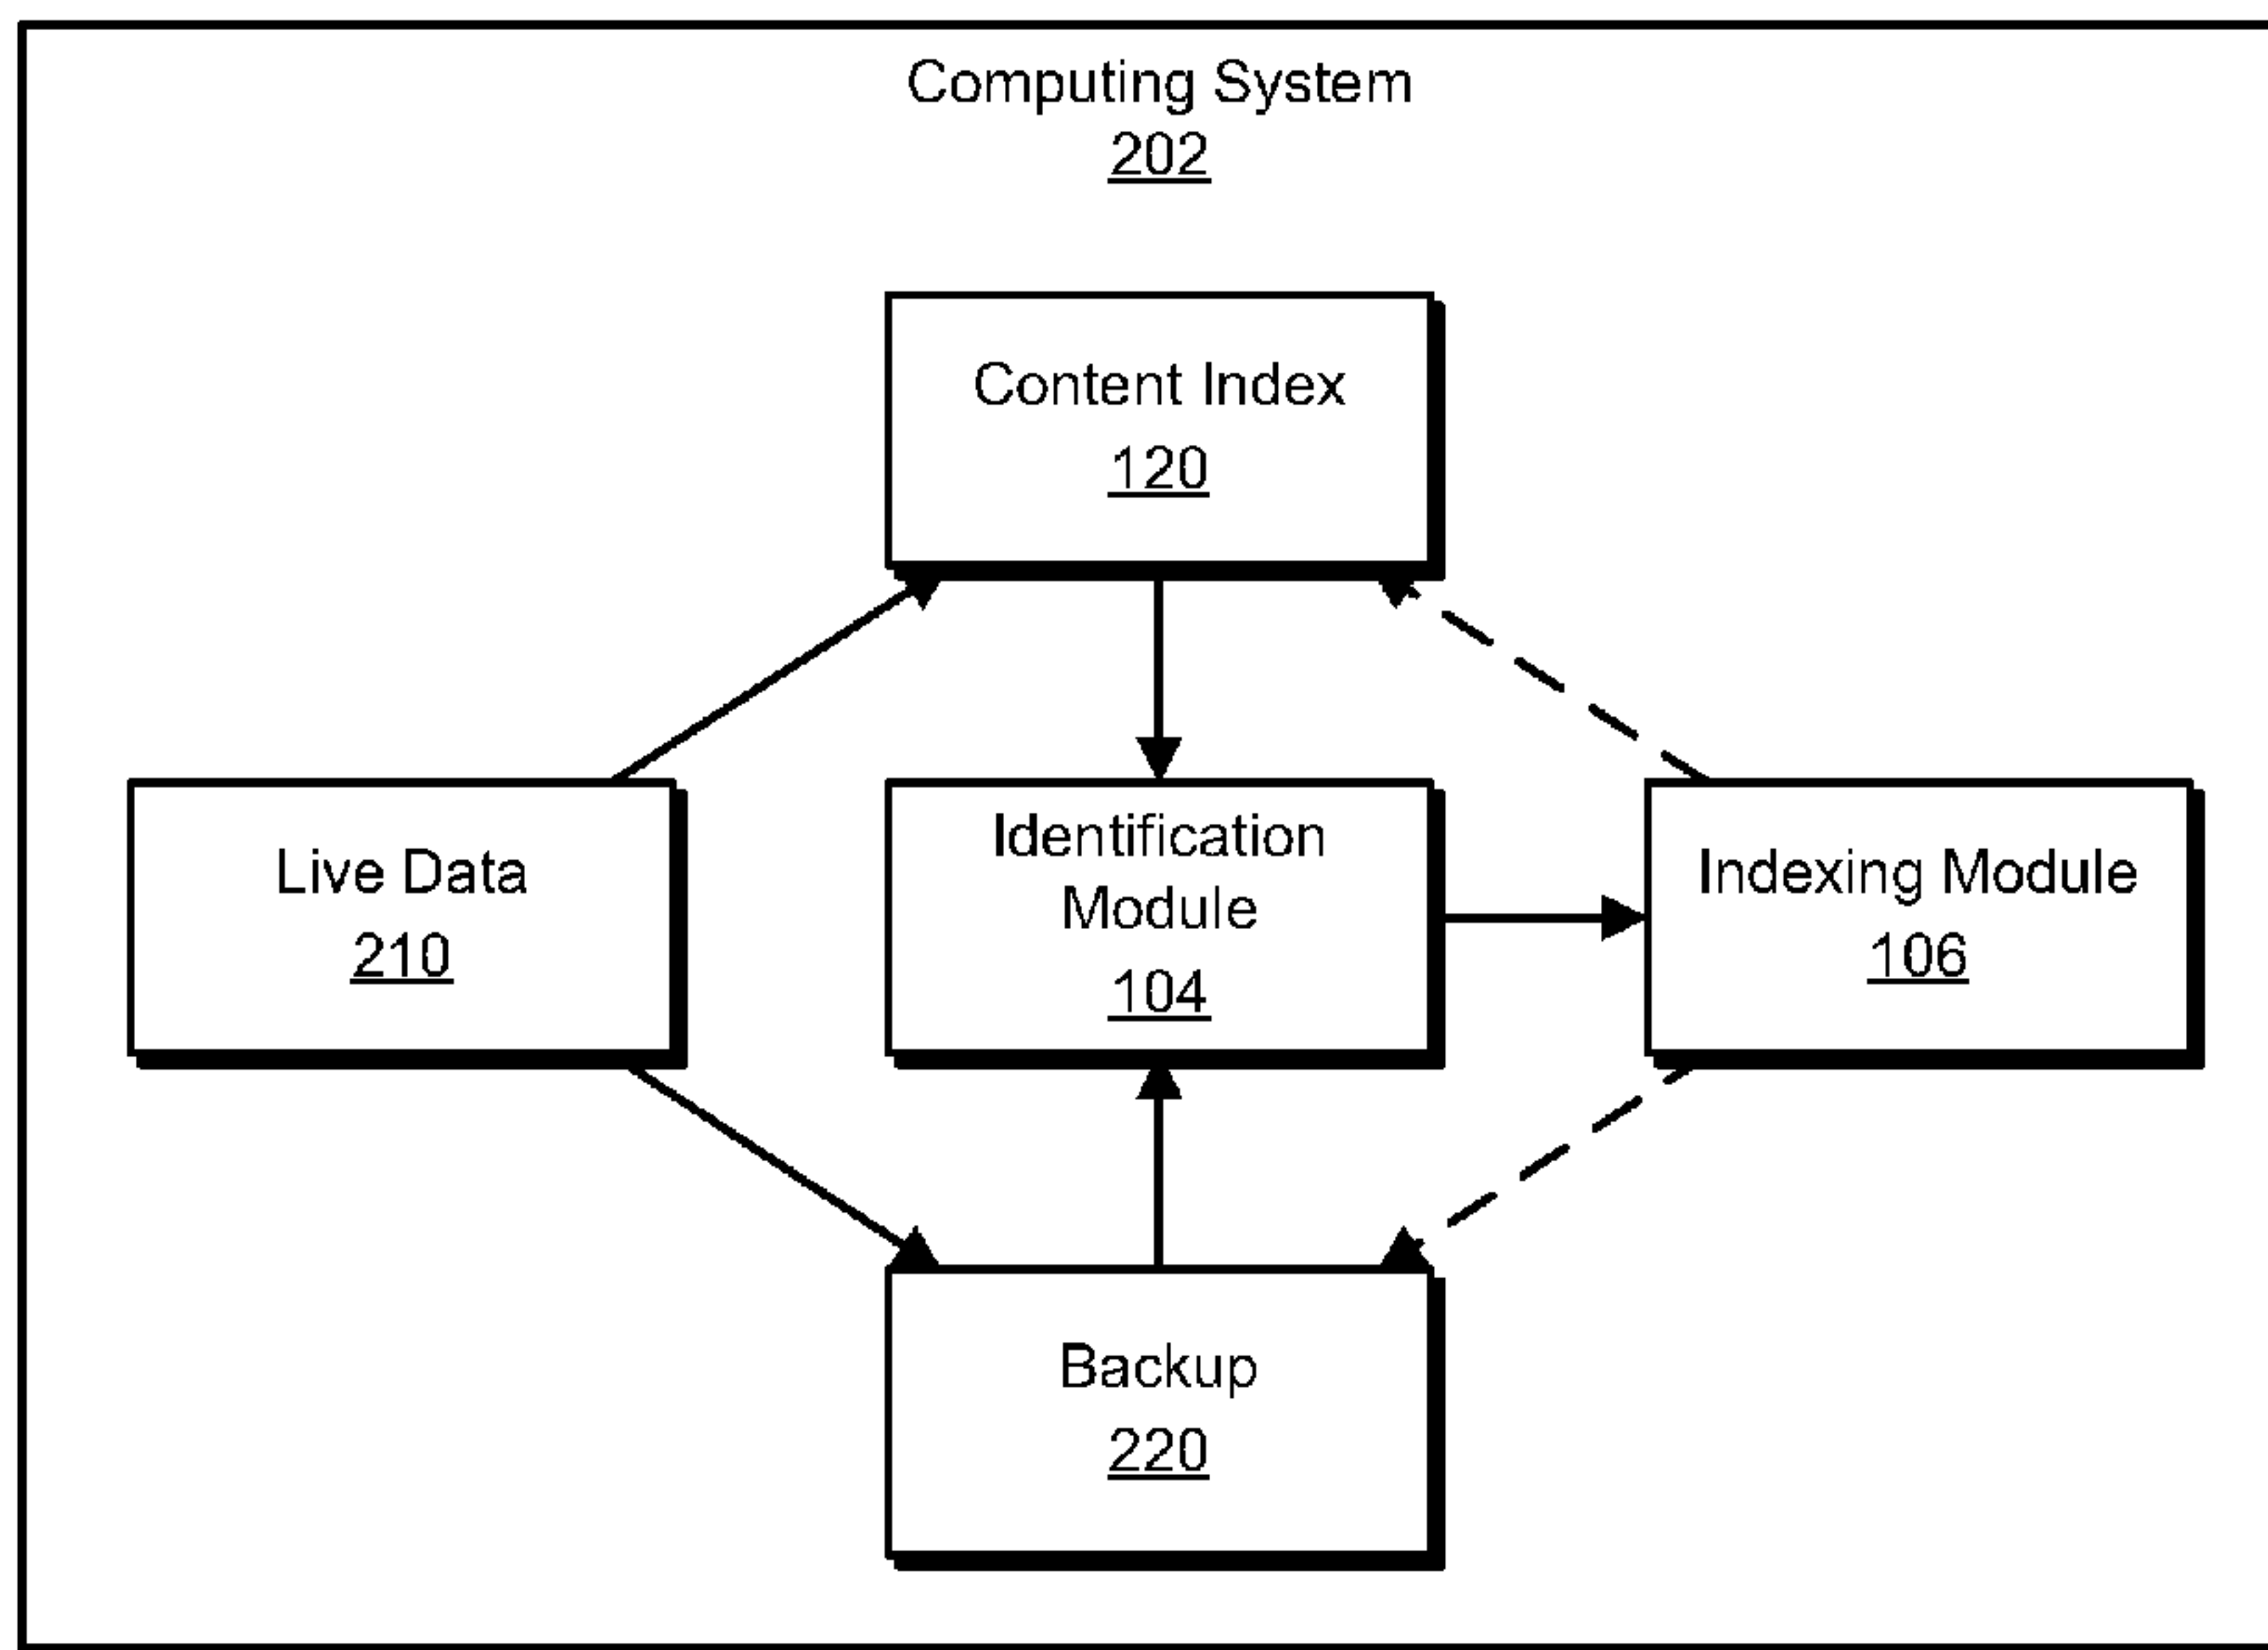 Computing System
202
Content Index
120
Live Data
210
Identification
Module
104
Indexing Module
106
Backup
220